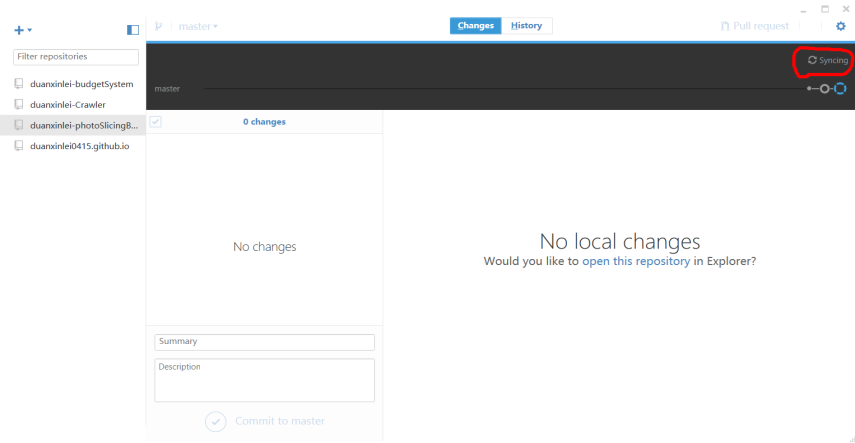 master
Changes
History
Pull request
Filter repositories
duanxinlei-budgetSystem
duanxinlei-Crawler
duanxinlei-photoSlicingB...
duanxinlei0415.github.io
Syncing
master
0 changes
No changes
No local changes
Would you like to open this repository in Explorer?
Summary
Description
Commit to master